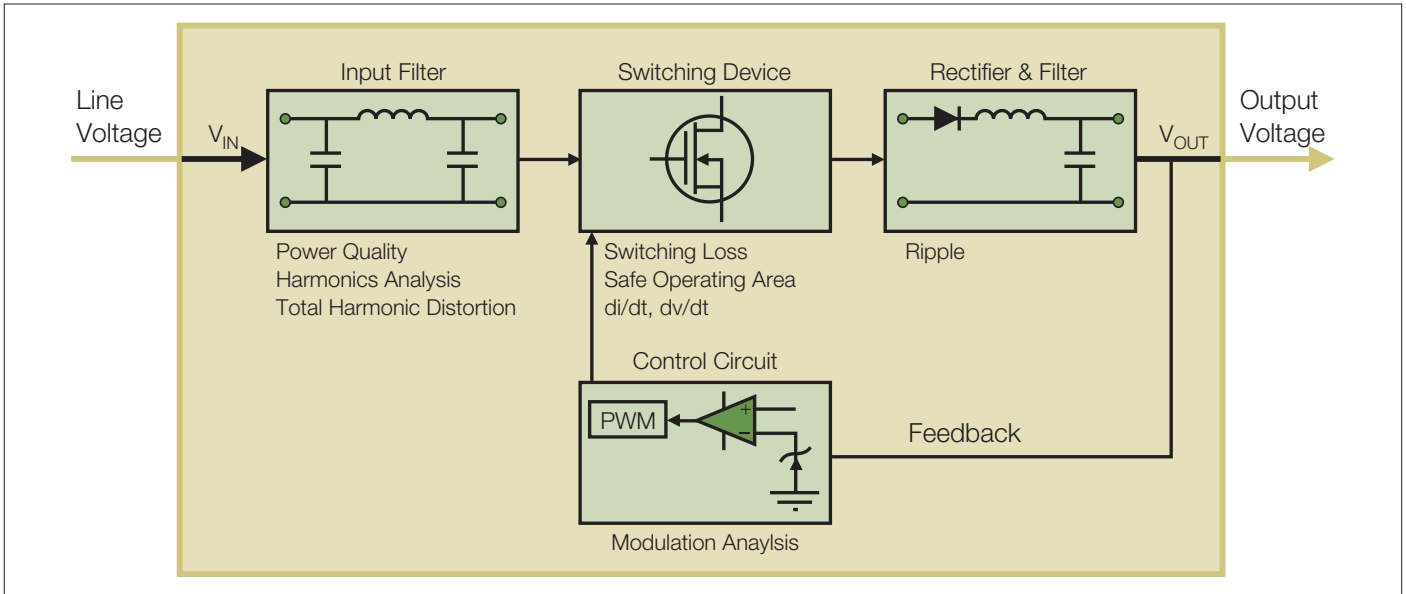 Input Filter
Switching Device
Rectifier & Filter
Line
Voltage
VIN
VOUT
Output
Voltage
Power Quality
Harmonics Analysis
Total Harmonic Distortion
Switching Loss
Safe Operating Area
di/dt, dv/dt
Ripple
Control Circuit
PWM
+
−
Feedback
Modulation Anaylsis